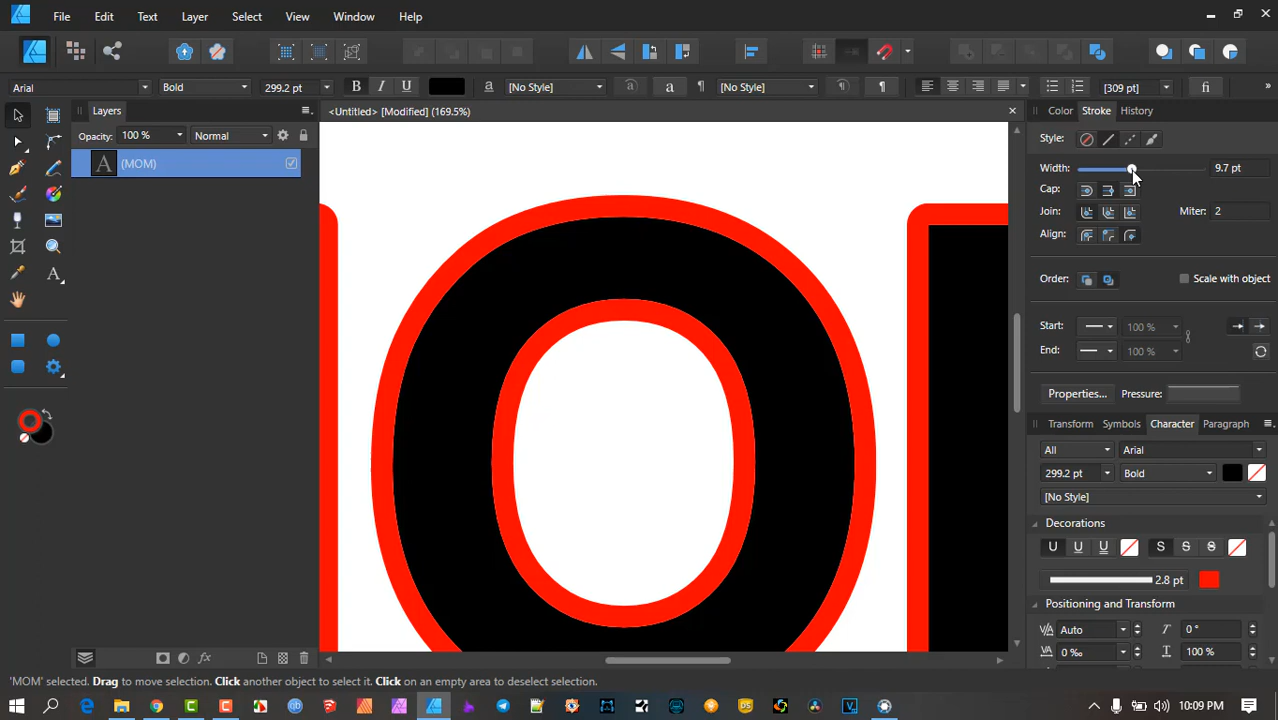 File Edit Text Layer Select View Window Help
Arial Bold 299.2 pt B I U a [No Style] a a ¶ [No Style] ¶ [309 pt] fi »
Layers
<Untitled> [Modified] (169.5%)
Color Stroke History
Opacity: 100 % Normal
Style:
A (MOM)
Width: 9.7 pt
Cap:
Join: Miter: 2
Align:
Order: Scale with object
Start: 100 %
End: 100 %
Properties... Pressure:
Transform Symbols Character Paragraph
All Arial
299.2 pt Bold
[No Style]
Decorations
U U U S S S
2.8 pt
Positioning and Transform
Auto 0 °
0 ‰ 100 %
O
fx
'MOM' selected. Drag to move selection. Click another object to select it. Click on an empty area to deselect selection.
10:09 PM